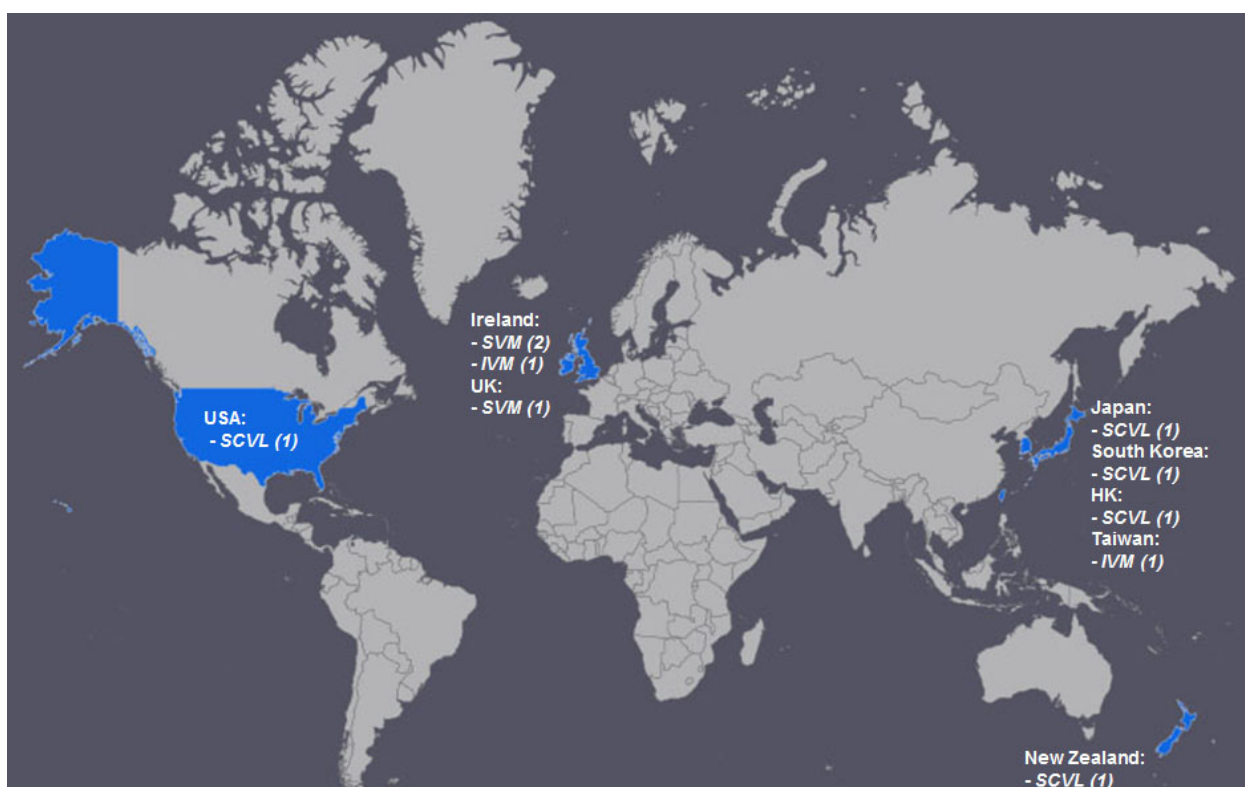 Ireland:
- SVM (2)
- IVM (1)
UK:
- SVM (1)
USA:
- SCVL (1)
Japan:
- SCVL (1)
South Korea:
- SCVL (1)
HK:
- SCVL (1)
Taiwan:
- IVM (1)
New Zealand:
- SCVL (1)